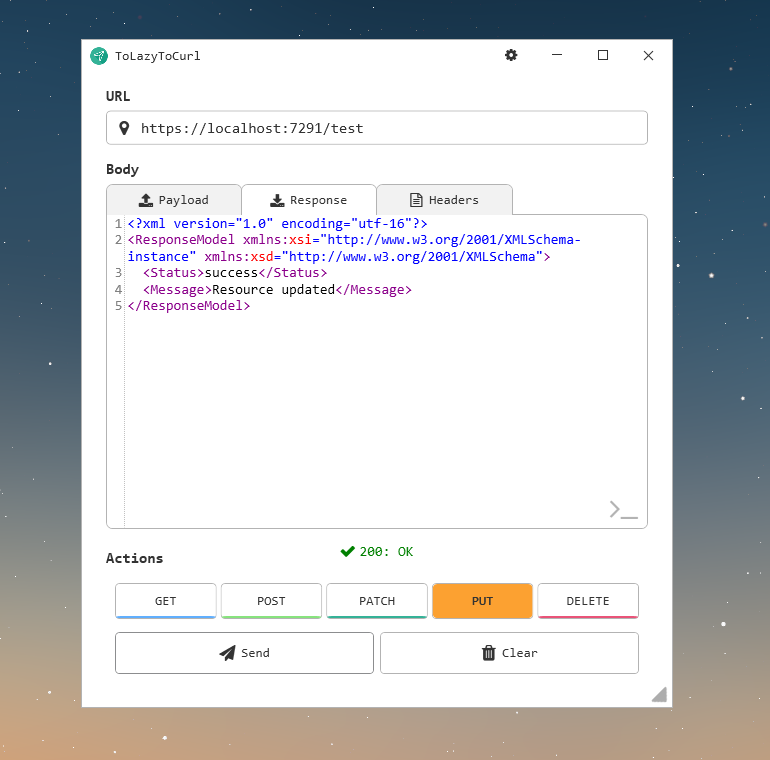 ToLazyToCurl
URL
https://localhost:7291/test
Body
Payload Response Headers
1 <?xml version="1.0" encoding="utf-16"?>
2 <ResponseModel xmlns:xsi="http://www.w3.org/2001/XMLSchema-
instance" xmlns:xsd="http://www.w3.org/2001/XMLSchema">
3   <Status>success</Status>
4   <Message>Resource updated</Message>
5 </ResponseModel>
Actions
200: OK
GET POST PATCH PUT DELETE
Send Clear